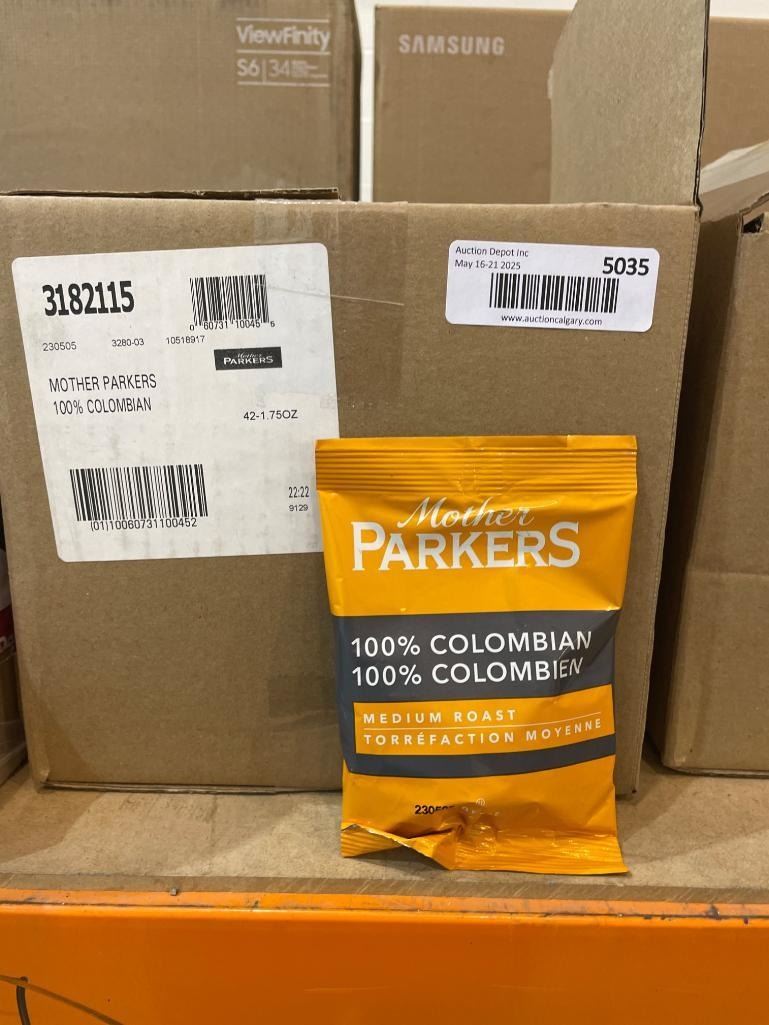 ViewFinity
S6|34
SAMSUNG
3182115
0 60731 10045 6
230505 3280-03 10518917
Mother
PARKERS
MOTHER PARKERS
100% COLOMBIAN
42-1.75OZ
22:22
9129
(01)10060731100452
Auction Depot Inc
May 16-21 2025
5035
www.auctioncalgary.com
Mother
PARKERS
100% COLOMBIAN
100% COLOMBIEN
MEDIUM ROAST
TORRÉFACTION MOYENNE